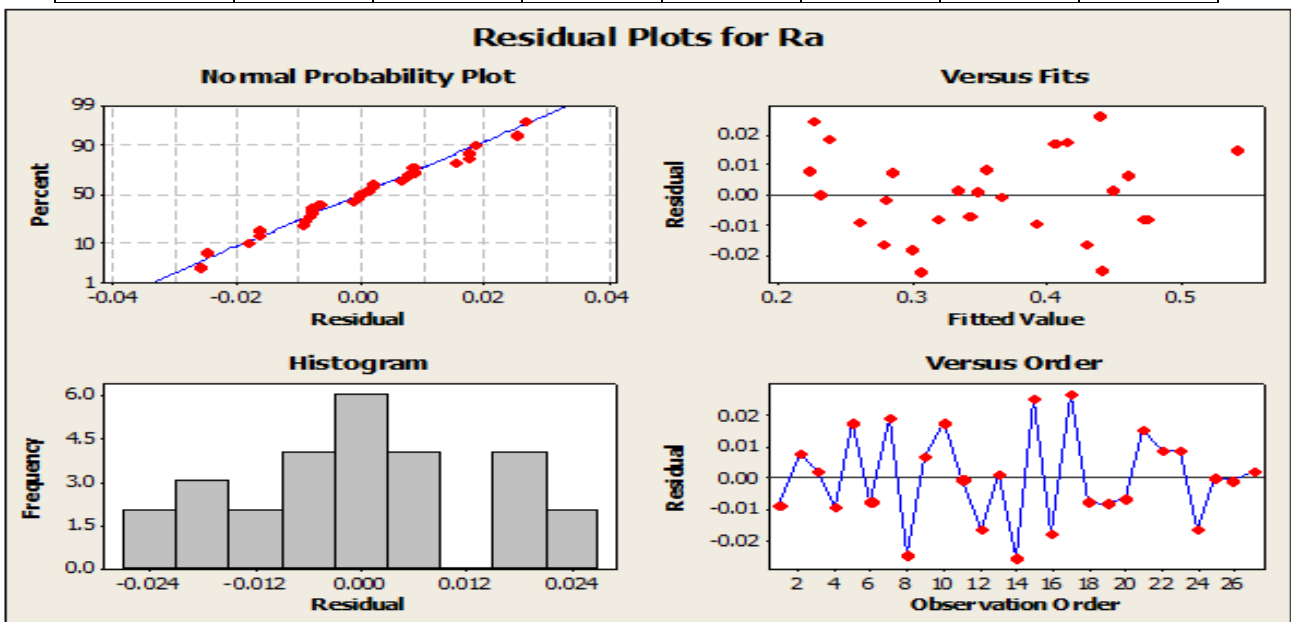 Residual Plots for Ra
Normal Probability Plot
99
90
50
10
1
Percent
-0.04 -0.02 0.00 0.02 0.04
Residual
Versus Fits
0.02
0.01
0.00
-0.01
-0.02
Residual
0.2 0.3 0.4 0.5
Fitted Value
Histogram
6.0
4.5
3.0
1.5
0.0
Frequency
-0.024 -0.012 0.000 0.012 0.024
Residual
Versus Order
0.02
0.01
0.00
-0.01
-0.02
Residual
2 4 6 8 10 12 14 16 18 20 22 24 26
Observation Order